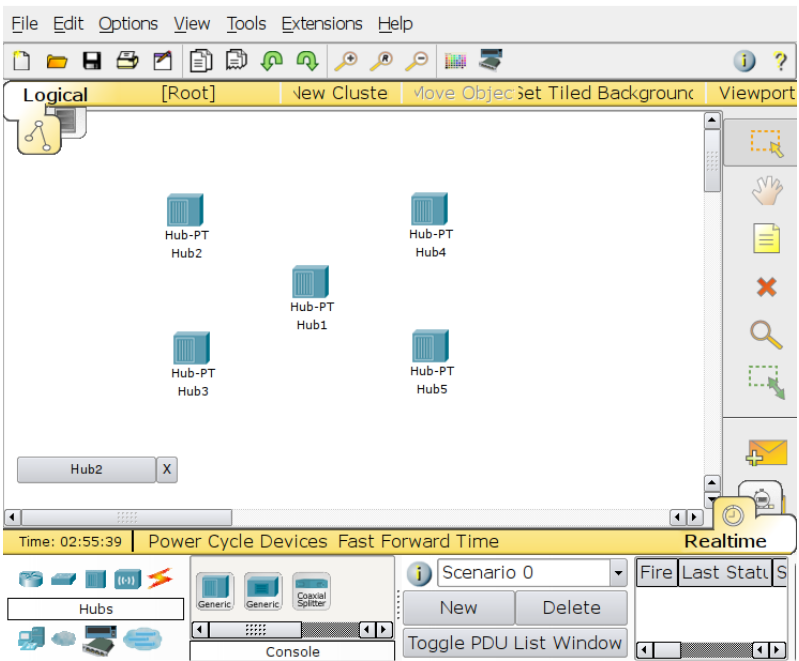 File Edit Options View Tools Extensions Help
Logical [Root] New Cluste Move Objec Set Tiled Background Viewport
Hub-PT
Hub2
Hub-PT
Hub4
Hub-PT
Hub1
Hub-PT
Hub3
Hub-PT
Hub5
Hub2 X
Time: 02:55:39 Power Cycle Devices Fast Forward Time Realtime
Scenario 0
Fire Last Statu S
Generic Generic Coaxial Splitter
Hubs
New Delete
Console
Toggle PDU List Window